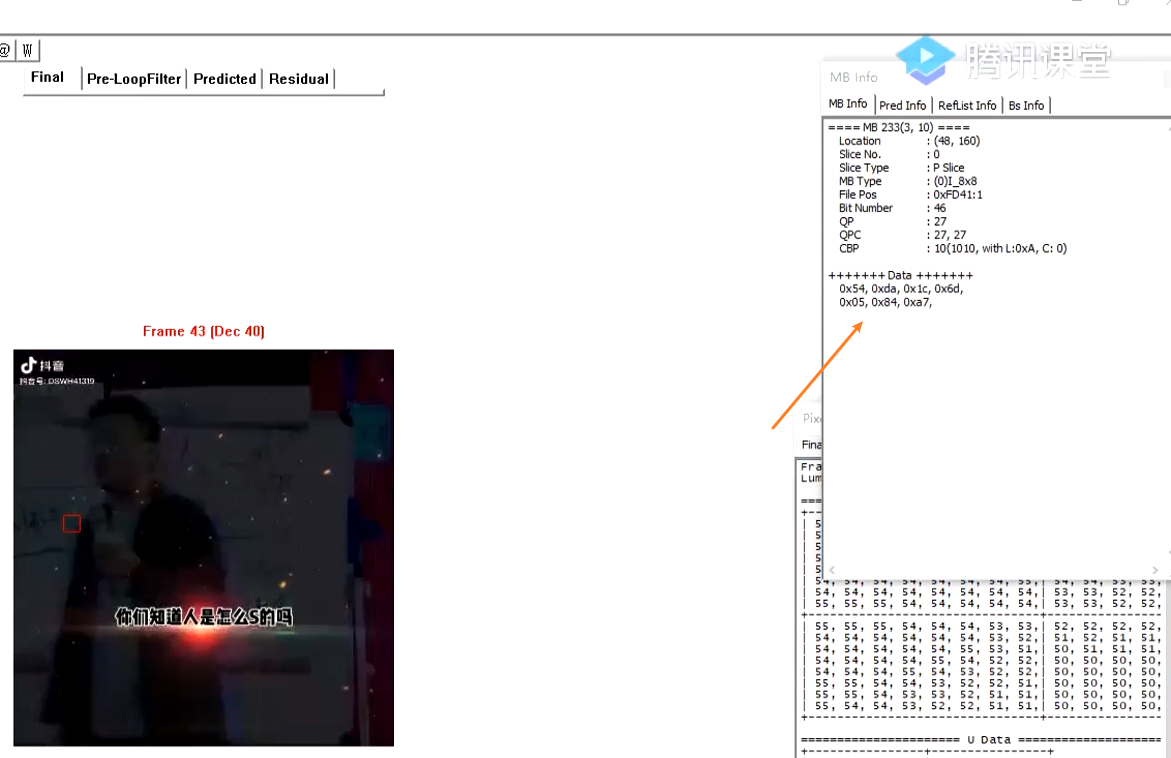 @ W
Final Pre-LoopFilter Predicted Residual
腾讯课堂
MB Info
MB Info Pred Info RefList Info Bs Info
==== MB 233(3, 10) ====
Location : (48, 160)
Slice No. : 0
Slice Type : P Slice
MB Type : (0)I_8x8
File Pos : 0xFD41:1
Bit Number : 46
QP : 27
QPC : 27, 27
CBP : 10(1010, with L:0xA, C: 0)
+++++++ Data +++++++
0x54, 0xda, 0x1c, 0x6d,
0x05, 0x84, 0xa7,
Frame 43 (Dec 40)
抖音
抖音号: DSWH41319
你们知道人是怎么S的吗
Pix
Fina
Fra
Lum
54, 54, 54, 54, 54, 54, 55, 54,| 54, 54, 53, 53,
54, 54, 54, 54, 54, 54, 54, 54,| 53, 53, 52, 52,
55, 55, 55, 54, 54, 54, 54, 54,| 53, 53, 52, 52,
55, 55, 55, 54, 54, 54, 53, 53,| 52, 52, 52, 52,
54, 54, 54, 54, 54, 54, 53, 52,| 51, 52, 51, 51,
54, 54, 54, 54, 54, 55, 53, 51,| 50, 51, 51, 51,
54, 54, 54, 55, 55, 54, 52, 52,| 50, 50, 50, 50,
54, 54, 54, 55, 54, 53, 52, 52,| 50, 50, 50, 50,
55, 55, 54, 54, 53, 52, 52, 51,| 50, 50, 50, 50,
55, 55, 54, 53, 53, 52, 51, 51,| 50, 50, 50, 50,
55, 54, 54, 53, 52, 52, 51, 51,| 50, 50, 50, 50,
====================== U Data ====================